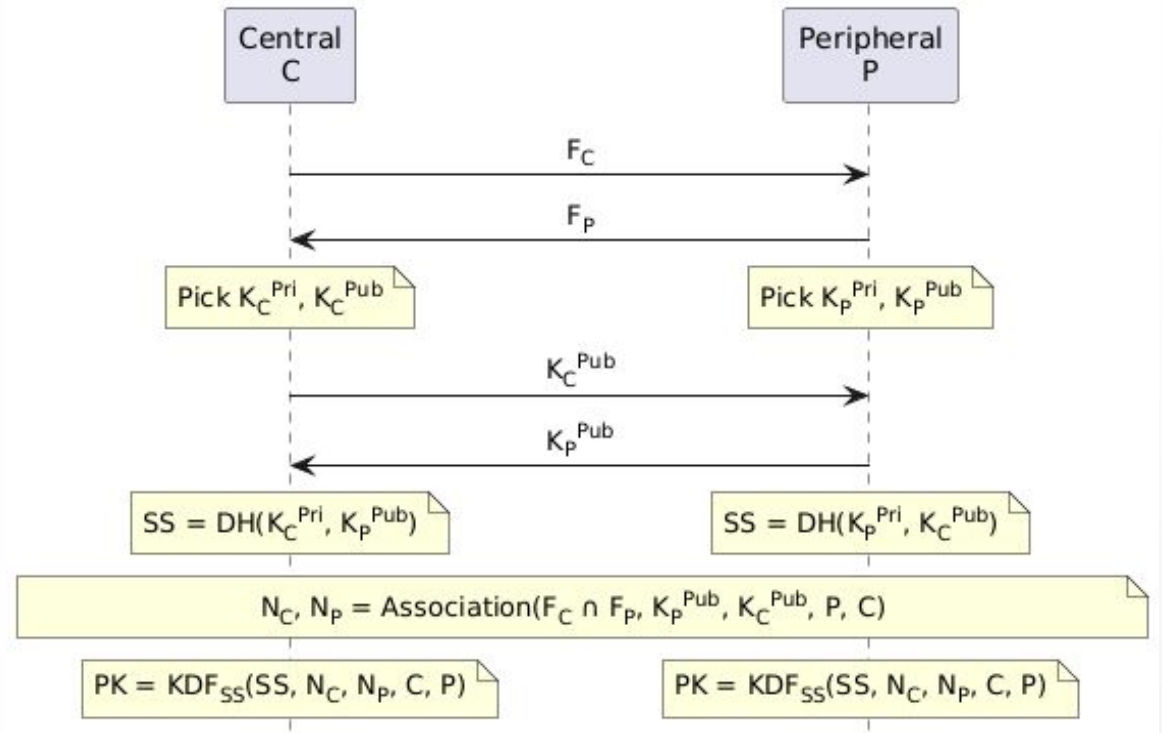 Central
C
Peripheral
P
F_C
F_P
Pick K_C^Pri, K_C^Pub
Pick K_P^Pri, K_P^Pub
K_C^Pub
K_P^Pub
SS = DH(K_C^Pri, K_P^Pub)
SS = DH(K_P^Pri, K_C^Pub)
N_C, N_P = Association(F_C ∩ F_P, K_P^Pub, K_C^Pub, P, C)
PK = KDF_SS(SS, N_C, N_P, C, P)
PK = KDF_SS(SS, N_C, N_P, C, P)